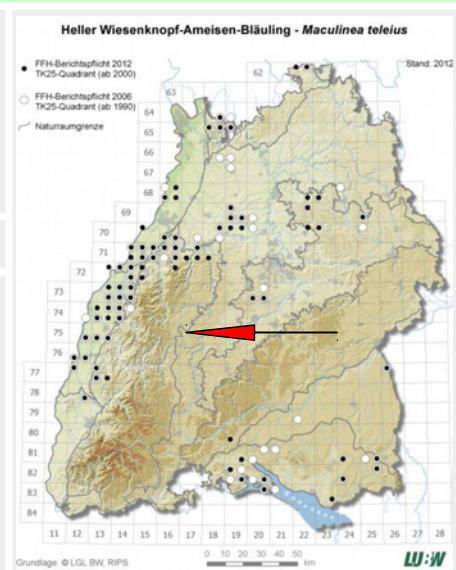 Heller Wiesenknopf-Ameisen-Bläuling - Maculinea teleius
FFH-Berichtspflicht 2012
TK25-Quadrant (ab 2000)
FFH-Berichtspflicht 2006
TK25-Quadrant (ab 1990)
Naturraumgrenze
Stand: 2012
62
63
64
65
66
67
68
69
70
71
72
73
74
75
76
77
78
79
80
81
82
83
84
11 12 13 14 15 16 17 18 19 20 21 22 23 24 25 26 27 28
0 10 20 30 40 50
km
Grundlage: © LGL BW, RIPS
LUBW